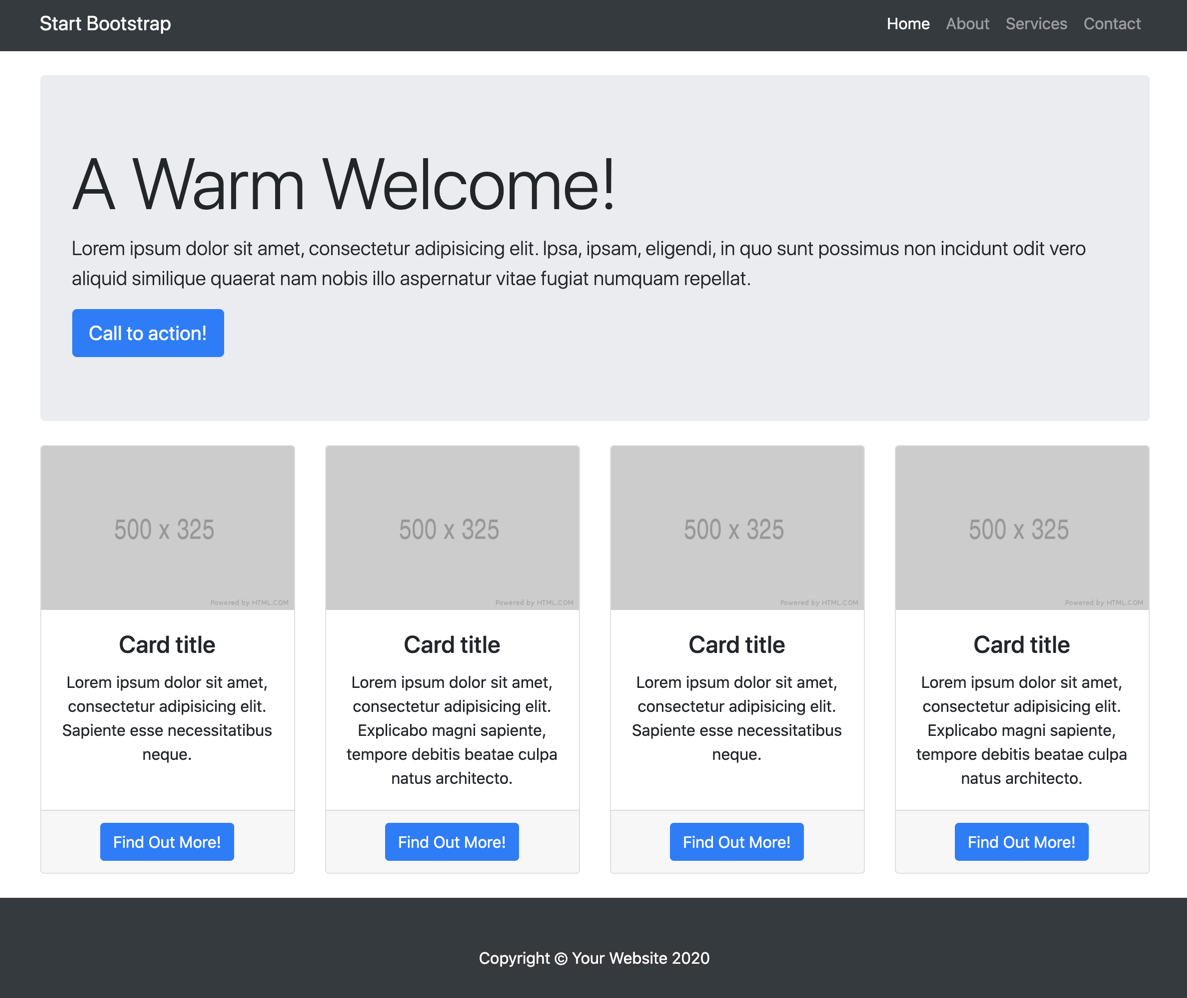 Start Bootstrap
Home About Services Contact
A Warm Welcome!
Lorem ipsum dolor sit amet, consectetur adipisicing elit. Ipsa, ipsam, eligendi, in quo sunt possimus non incidunt odit vero
aliquid similique quaerat nam nobis illo aspernatur vitae fugiat numquam repellat.
Call to action!
500 x 325
Powered by HTML.COM
Card title
Lorem ipsum dolor sit amet,
consectetur adipisicing elit.
Sapiente esse necessitatibus
neque.
Find Out More!
500 x 325
Powered by HTML.COM
Card title
Lorem ipsum dolor sit amet,
consectetur adipisicing elit.
Explicabo magni sapiente,
tempore debitis beatae culpa
natus architecto.
Find Out More!
500 x 325
Powered by HTML.COM
Card title
Lorem ipsum dolor sit amet,
consectetur adipisicing elit.
Sapiente esse necessitatibus
neque.
Find Out More!
500 x 325
Powered by HTML.COM
Card title
Lorem ipsum dolor sit amet,
consectetur adipisicing elit.
Explicabo magni sapiente,
tempore debitis beatae culpa
natus architecto.
Find Out More!
Copyright © Your Website 2020